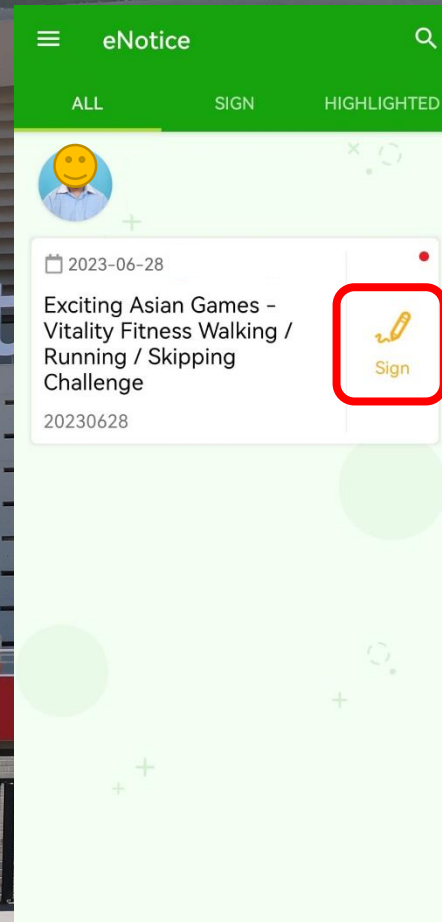 eNotice
ALL SIGN HIGHLIGHTED
2023-06-28
Exciting Asian Games –
Vitality Fitness Walking /
Running / Skipping
Challenge
Sign
20230628